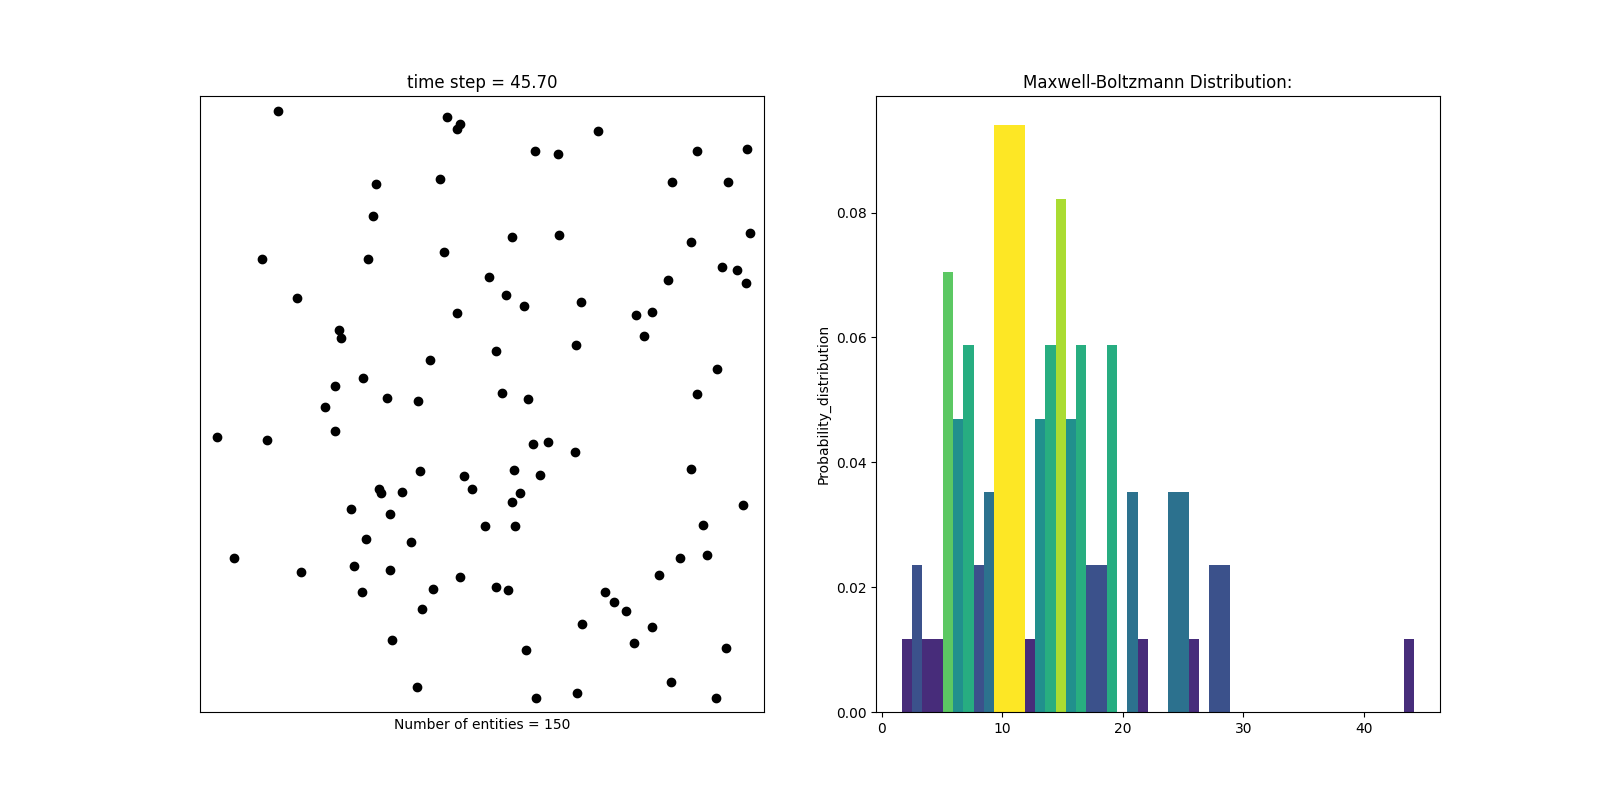 time step = 45.70
Number of entities = 150
Maxwell-Boltzmann Distribution:
Probability_distribution
0.08
0.06
0.04
0.02
0.00
0 10 20 30 40